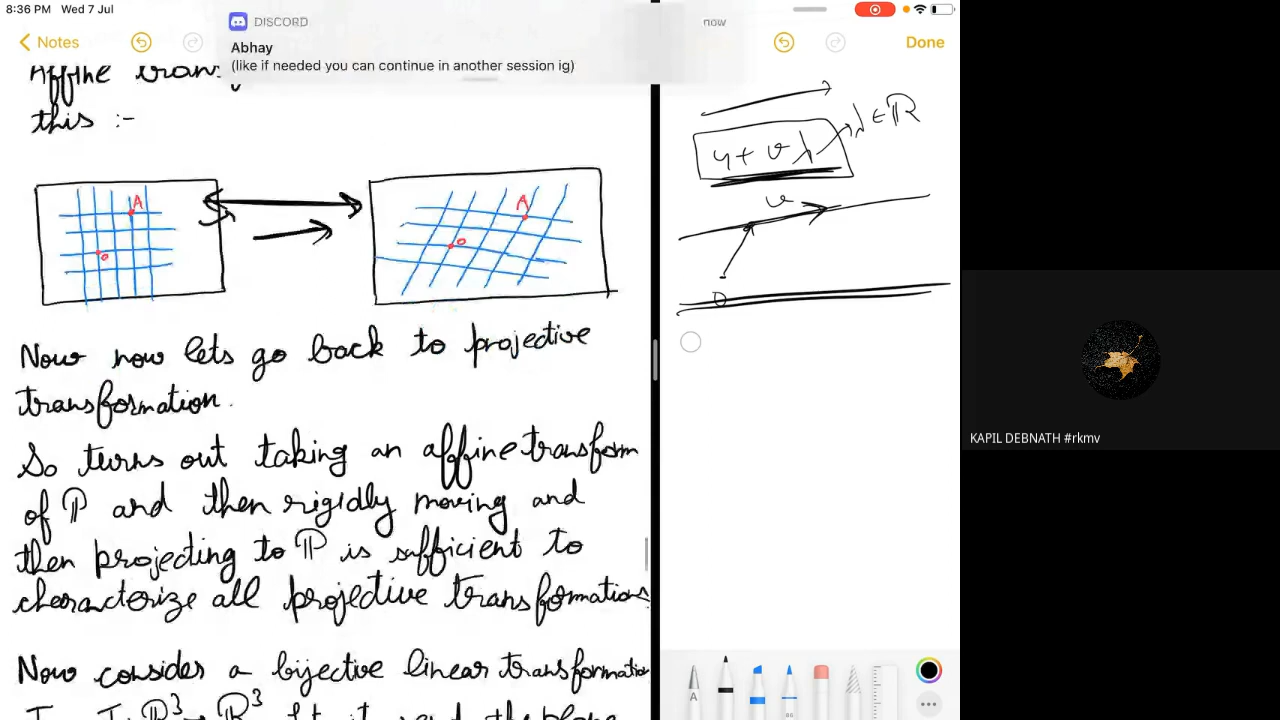 8:36 PM Wed 7 Jul
DISCORD
now
Abhay
(like if needed you can continue in another session ig)
Notes
Done
Affine
this :-
A
o
A
o
u + v λ
λ ∈ ℝ
v
O
Now now lets go back to projective
transformation.
So turns out taking an affine transform
of ℙ and then rigidly moving and
then projecting to ℙ is sufficient to
characterize all projective transformations
Now consider a bijective linear transformation
T: ℝ³ → ℝ³
KAPIL DEBNATH #rkmv
A